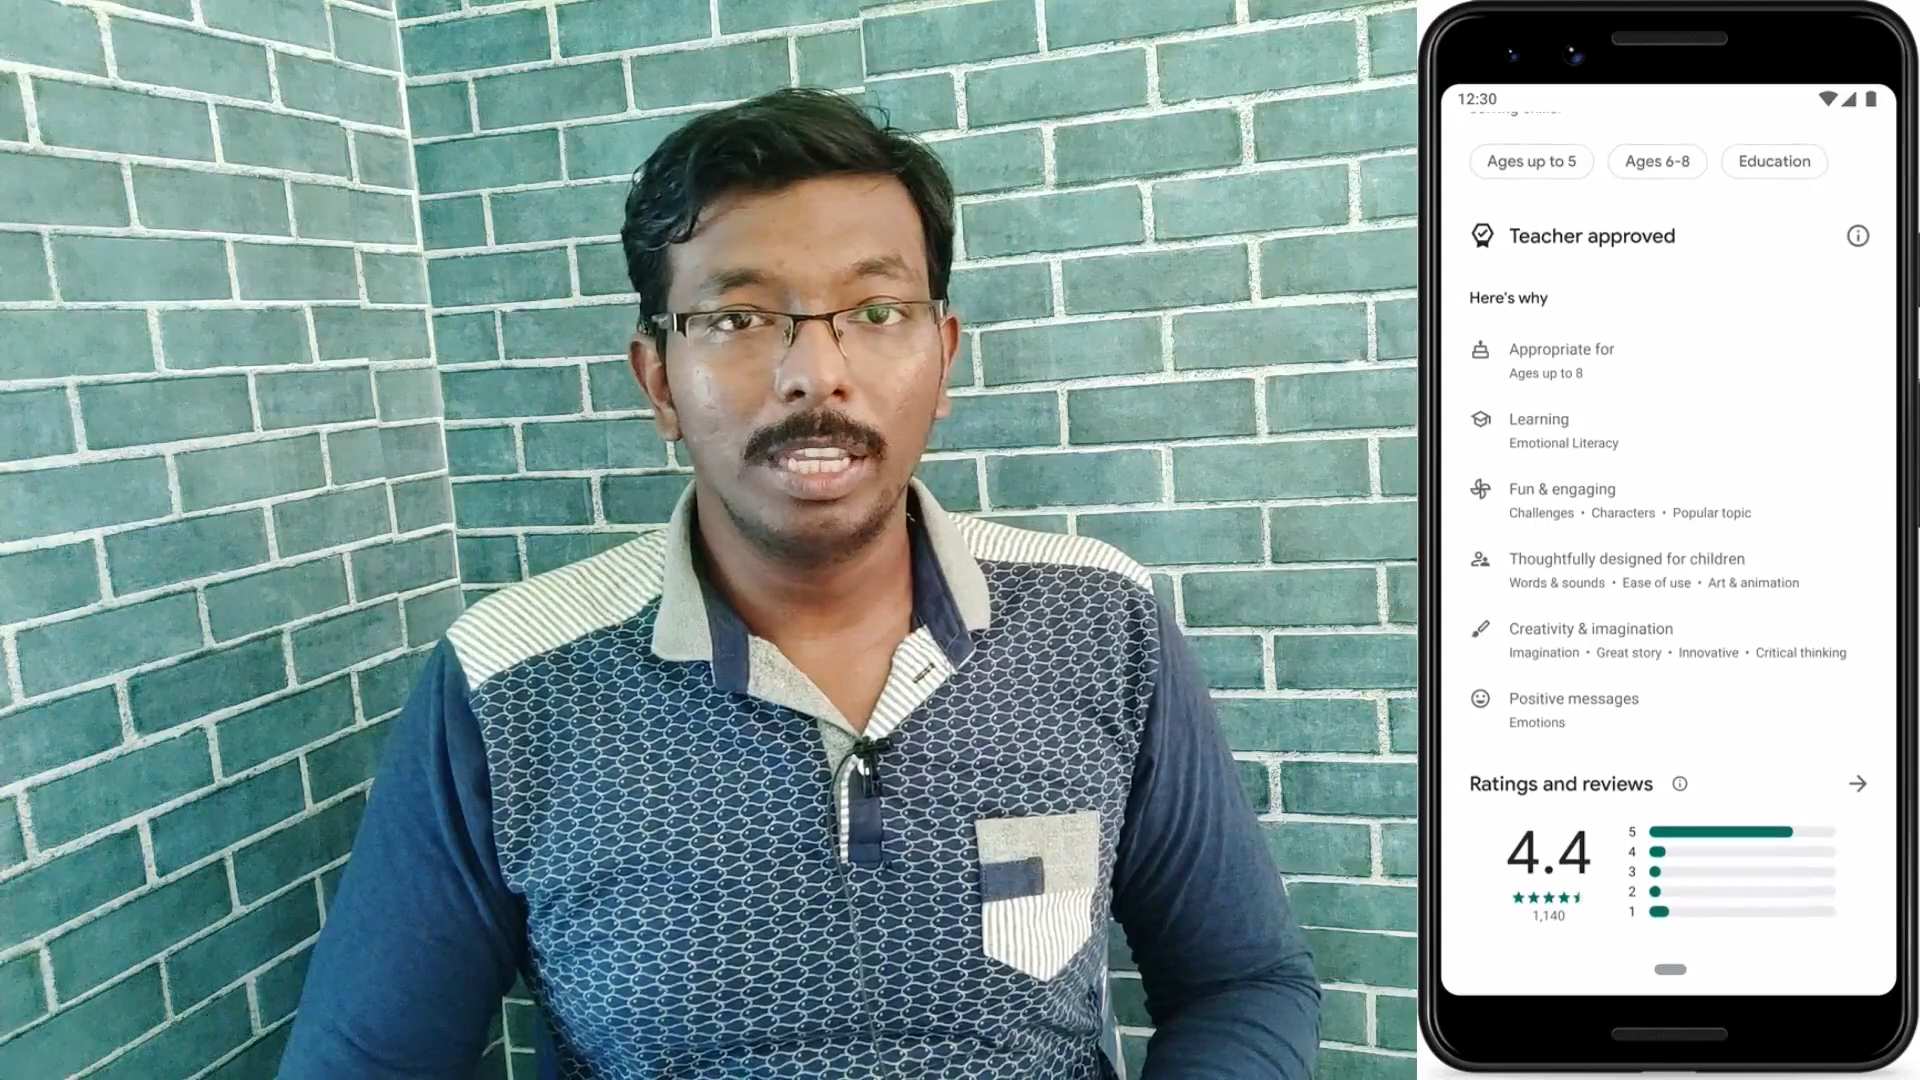 12:30
Ages up to 5 Ages 6-8 Education
Teacher approved
Here's why
Appropriate for
Ages up to 8
Learning
Emotional Literacy
Fun & engaging
Challenges • Characters • Popular topic
Thoughtfully designed for children
Words & sounds • Ease of use • Art & animation
Creativity & imagination
Imagination • Great story • Innovative • Critical thinking
Positive messages
Emotions
Ratings and reviews
4.4
1,140
5
4
3
2
1